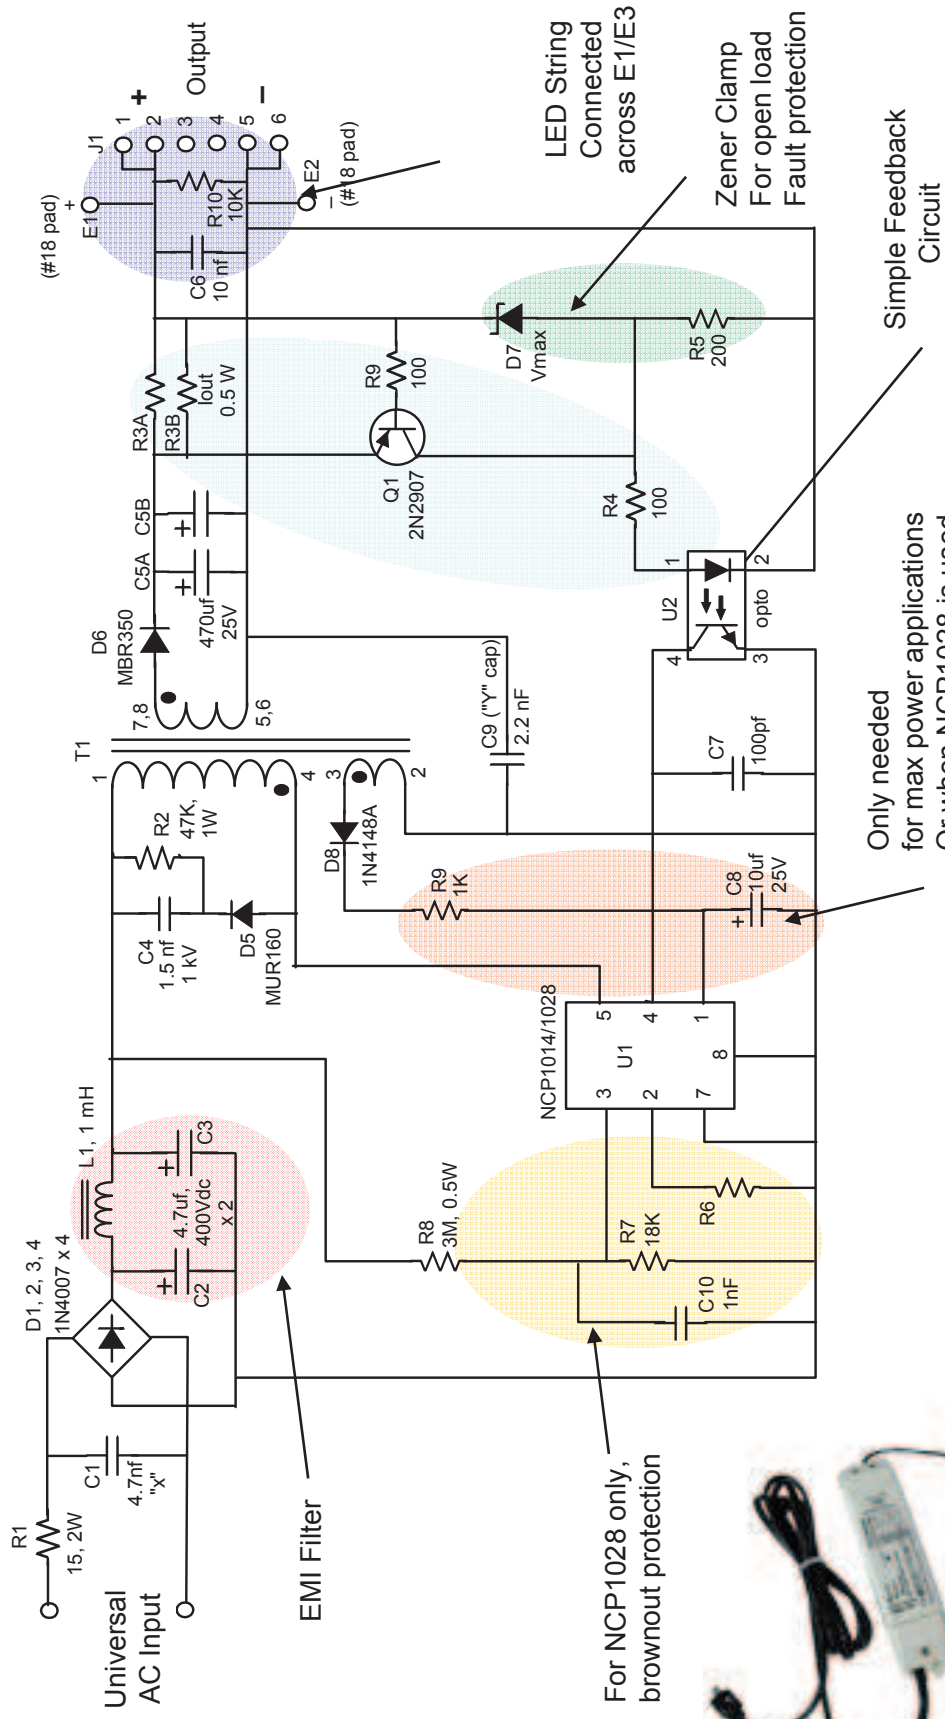 R1
15, 2W
Universal
AC Input
C1
4.7nf
"x"
D1, 2, 3, 4
1N4007 x 4
L1, 1 mH
+
C2
4.7uf,
400Vdc
x 2
+
C3
EMI Filter
C4
1.5 nf
1 kV
R2
47K,
1W
D5
MUR160
T1
1
4
3
2
7,8
5,6
D6
MBR350
C5A
+
470uf
25V
C5B
+
R3A
R3B
Iout
0.5 W
C6
10 nf
R10
10K
(#18 pad)
E1
+
J1
1
2
3
4
5
6
+
Output
–
–
E2
(#18 pad)
LED String
Connected
across E1/E3
Zener Clamp
For open load
Fault protection
Q1
2N2907
R9
100
D7
Vmax
R4
100
R5
200
U2
opto
1
2
3
4
Simple Feedback
Circuit
C9 ("Y" cap)
2.2 nF
D8
1N4148A
R9
1K
C7
100pf
C8
+
10uf
25V
NCP1014/1028
U1
3
2
7
8
5
4
1
R8
3M, 0.5W
R7
18K
R6
C10
1nF
For NCP1028 only,
brownout protection
Only needed
for max power applications
Or when NCP1028 is used